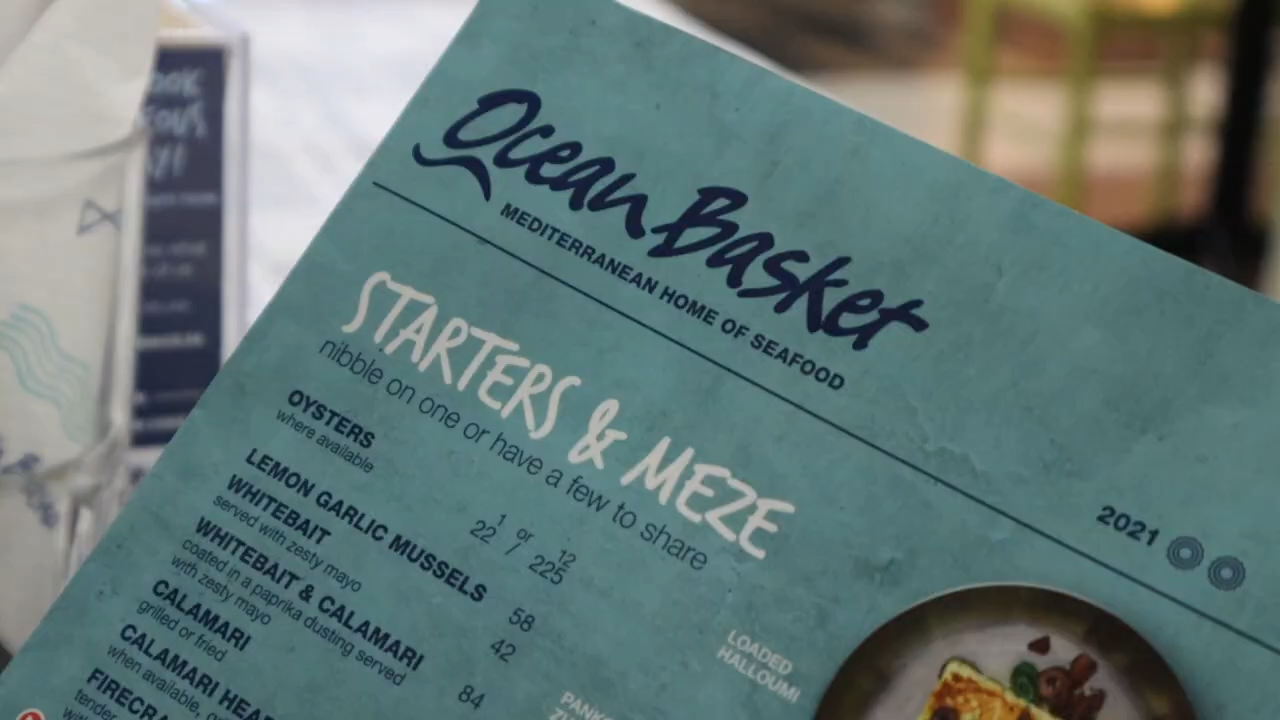 Ocean Basket
MEDITERRANEAN HOME OF SEAFOOD
2021
STARTERS & MEZE
nibble on one or have a few to share
OYSTERS
where available
1 or 12
22 / 225
LEMON GARLIC MUSSELS 58
WHITEBAIT 42
served with zesty mayo
WHITEBAIT & CALAMARI 84
coated in a paprika dusting served
with zesty mayo
CALAMARI
grilled or fried
CALAMARI
when available,
tender
LOADED
HALLOUMI